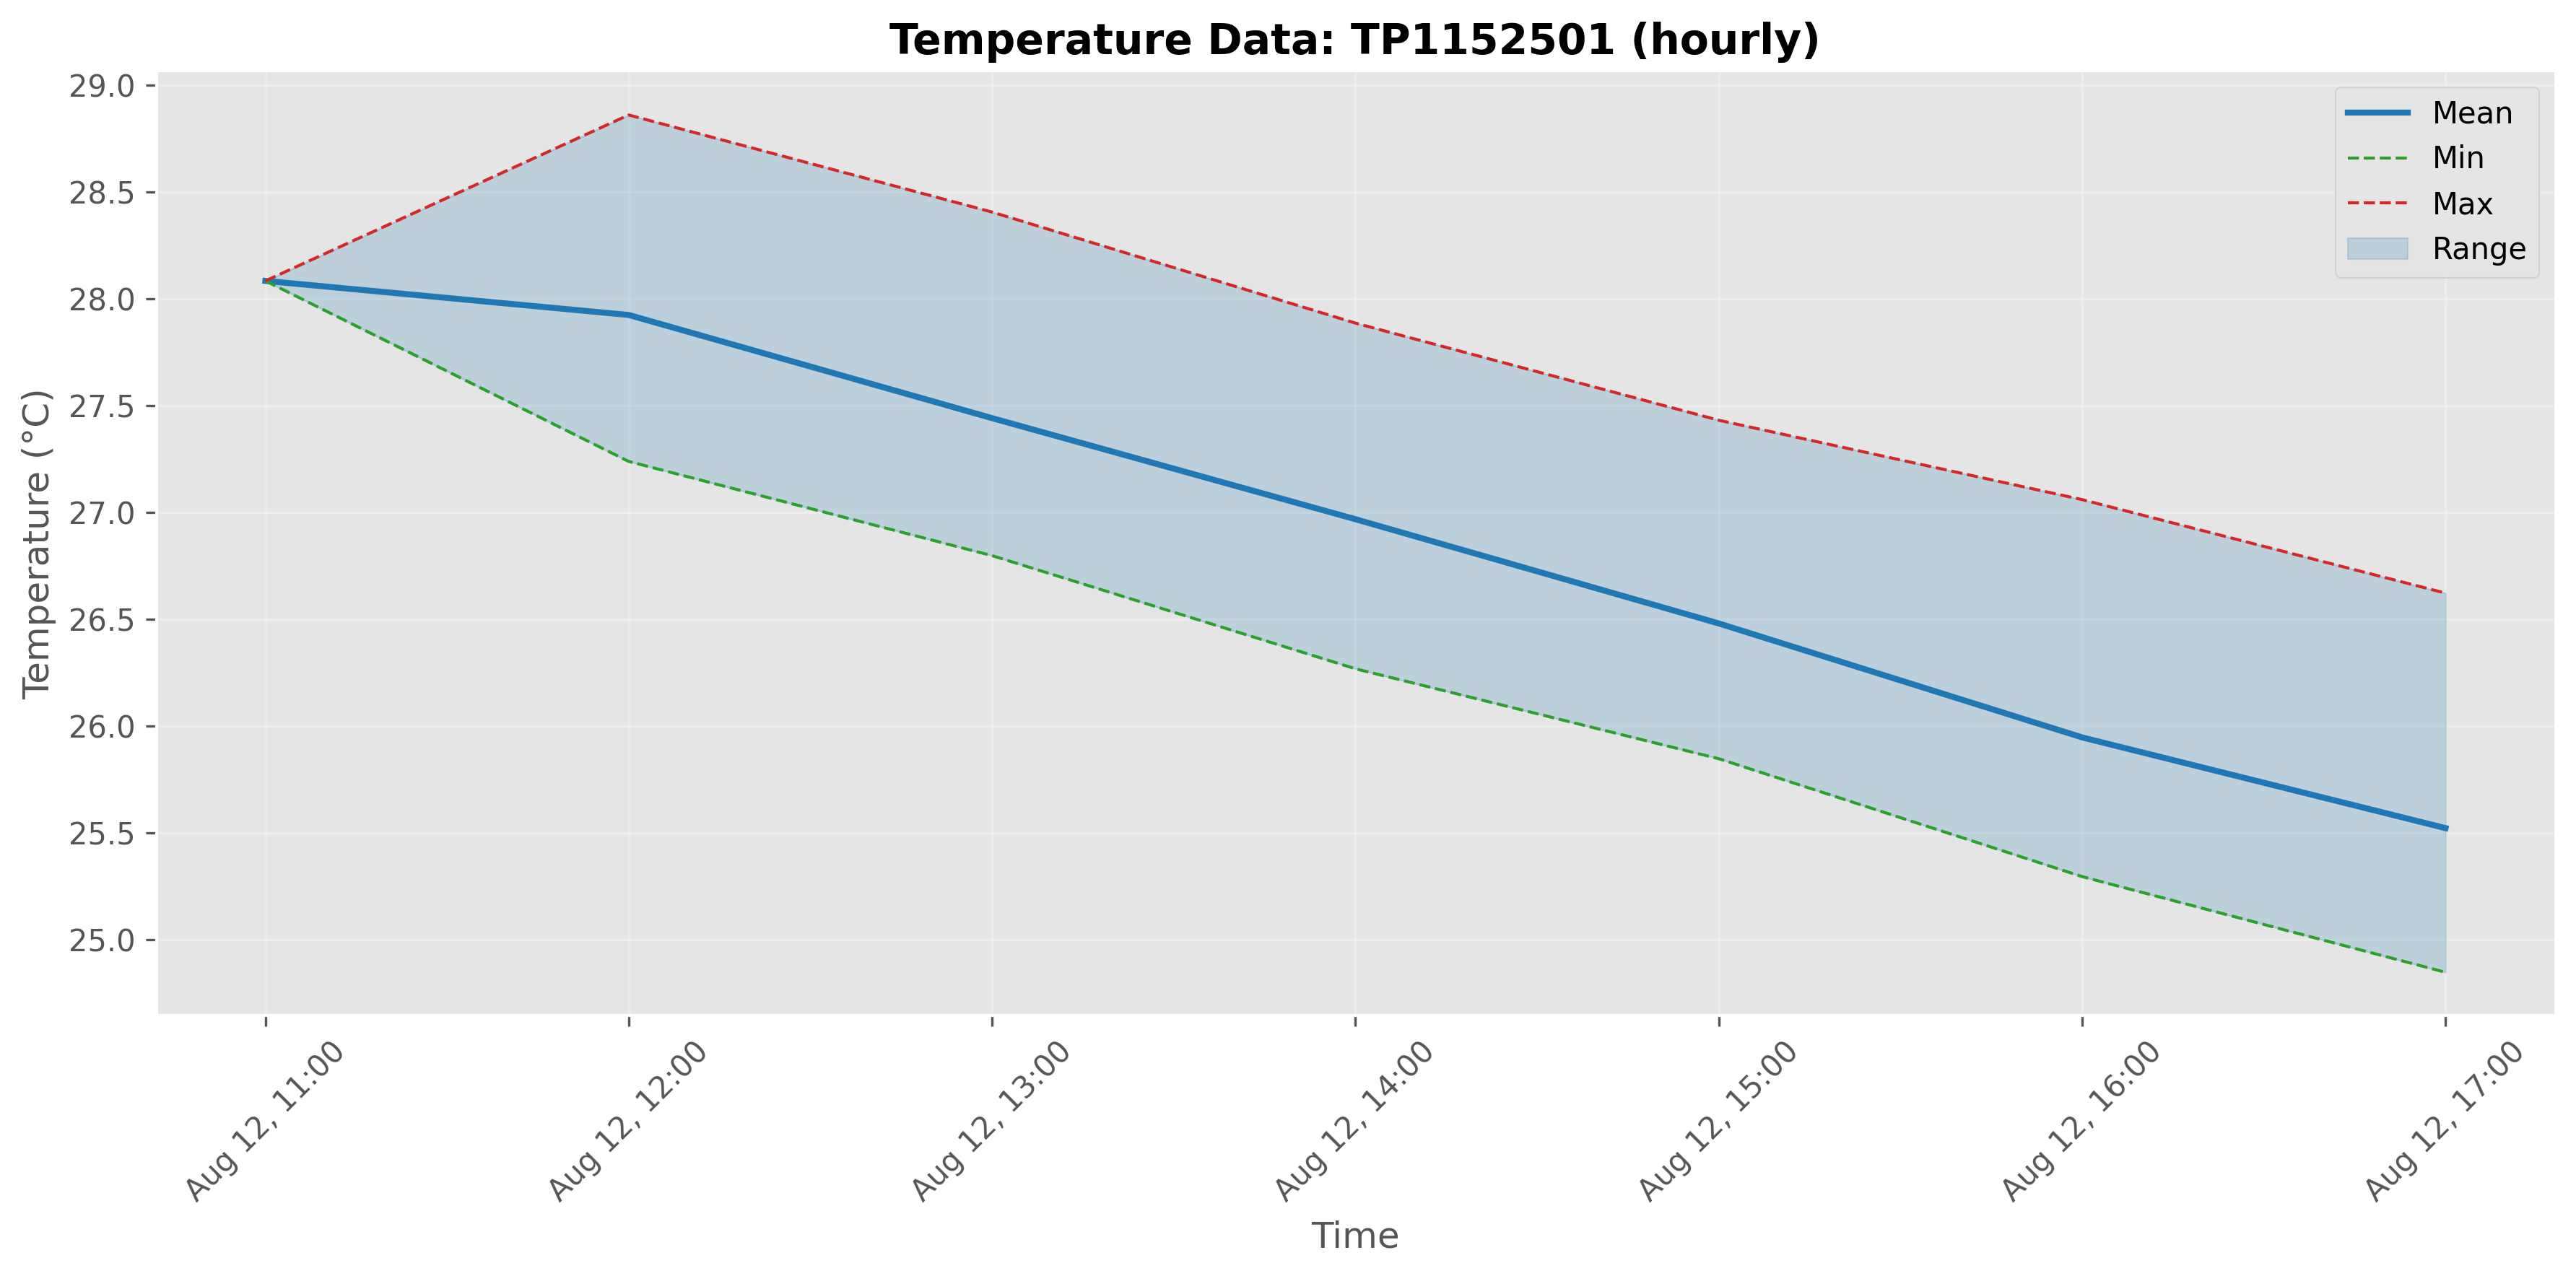 Temperature Data: TP1152501 (hourly)
29.0
28.5
28.0
27.5
27.0
26.5
26.0
25.5
25.0
Temperature (°C)
Mean
Min
Max
Range
Aug 12, 11:00
Aug 12, 12:00
Aug 12, 13:00
Aug 12, 14:00
Aug 12, 15:00
Aug 12, 16:00
Aug 12, 17:00
Time